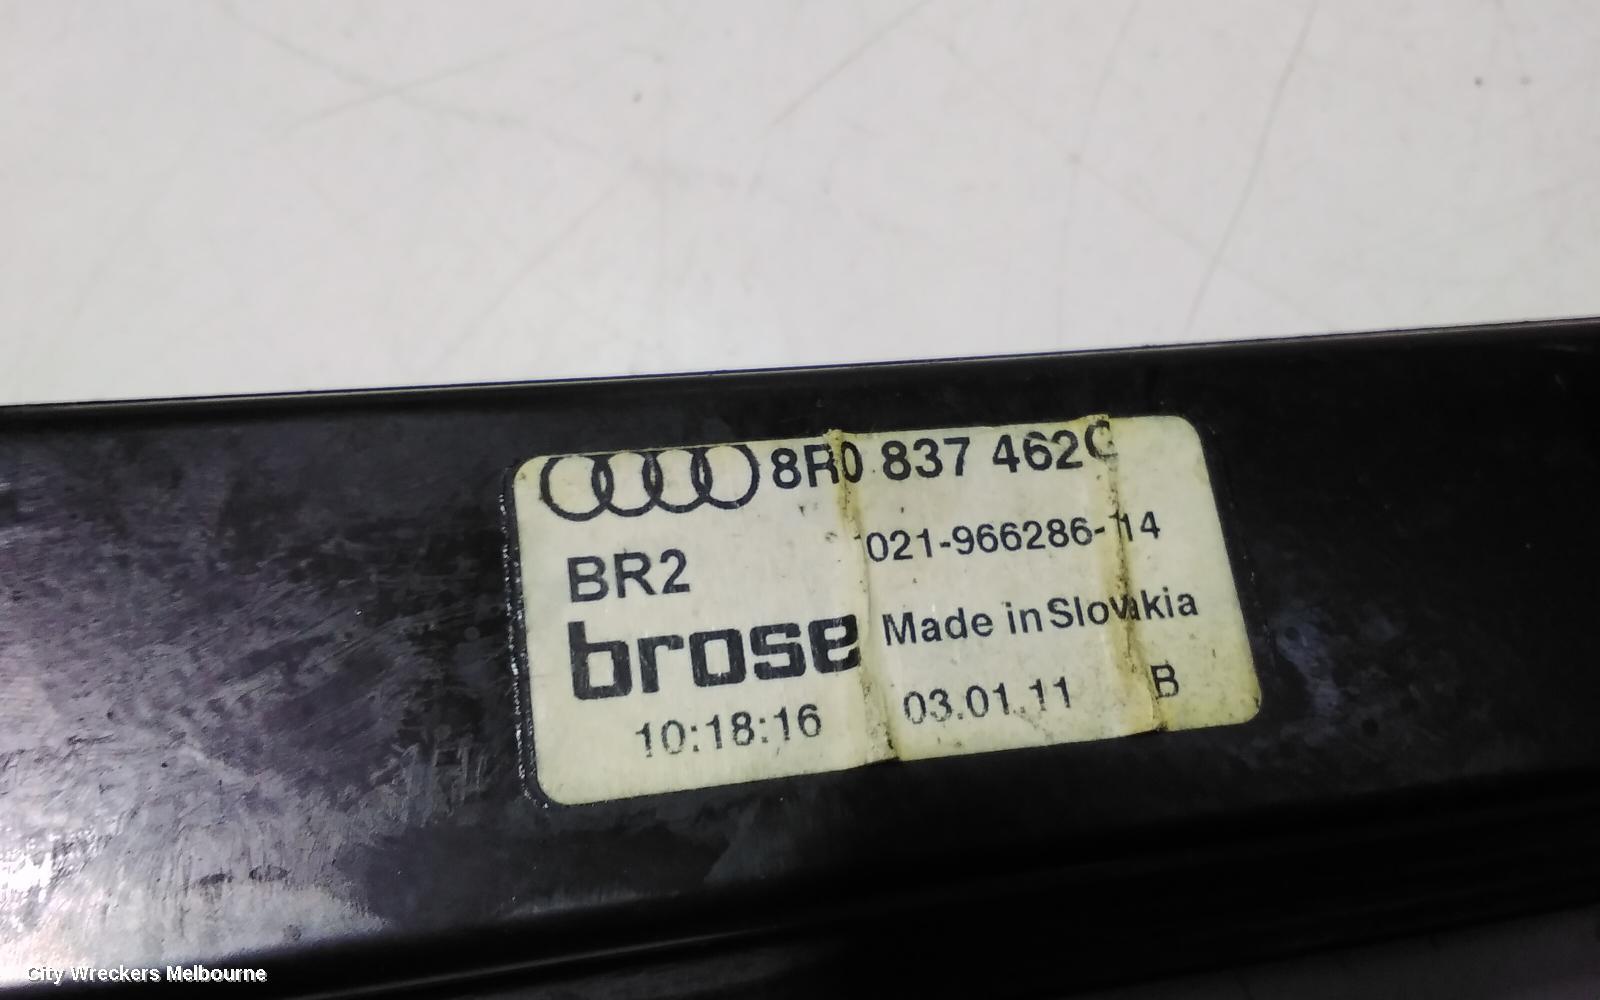 8R0 837 462C
021-966286-114
BR2
brose Made in Slovakia
10:18:16 03.01.11 B
City Wreckers Melbourne